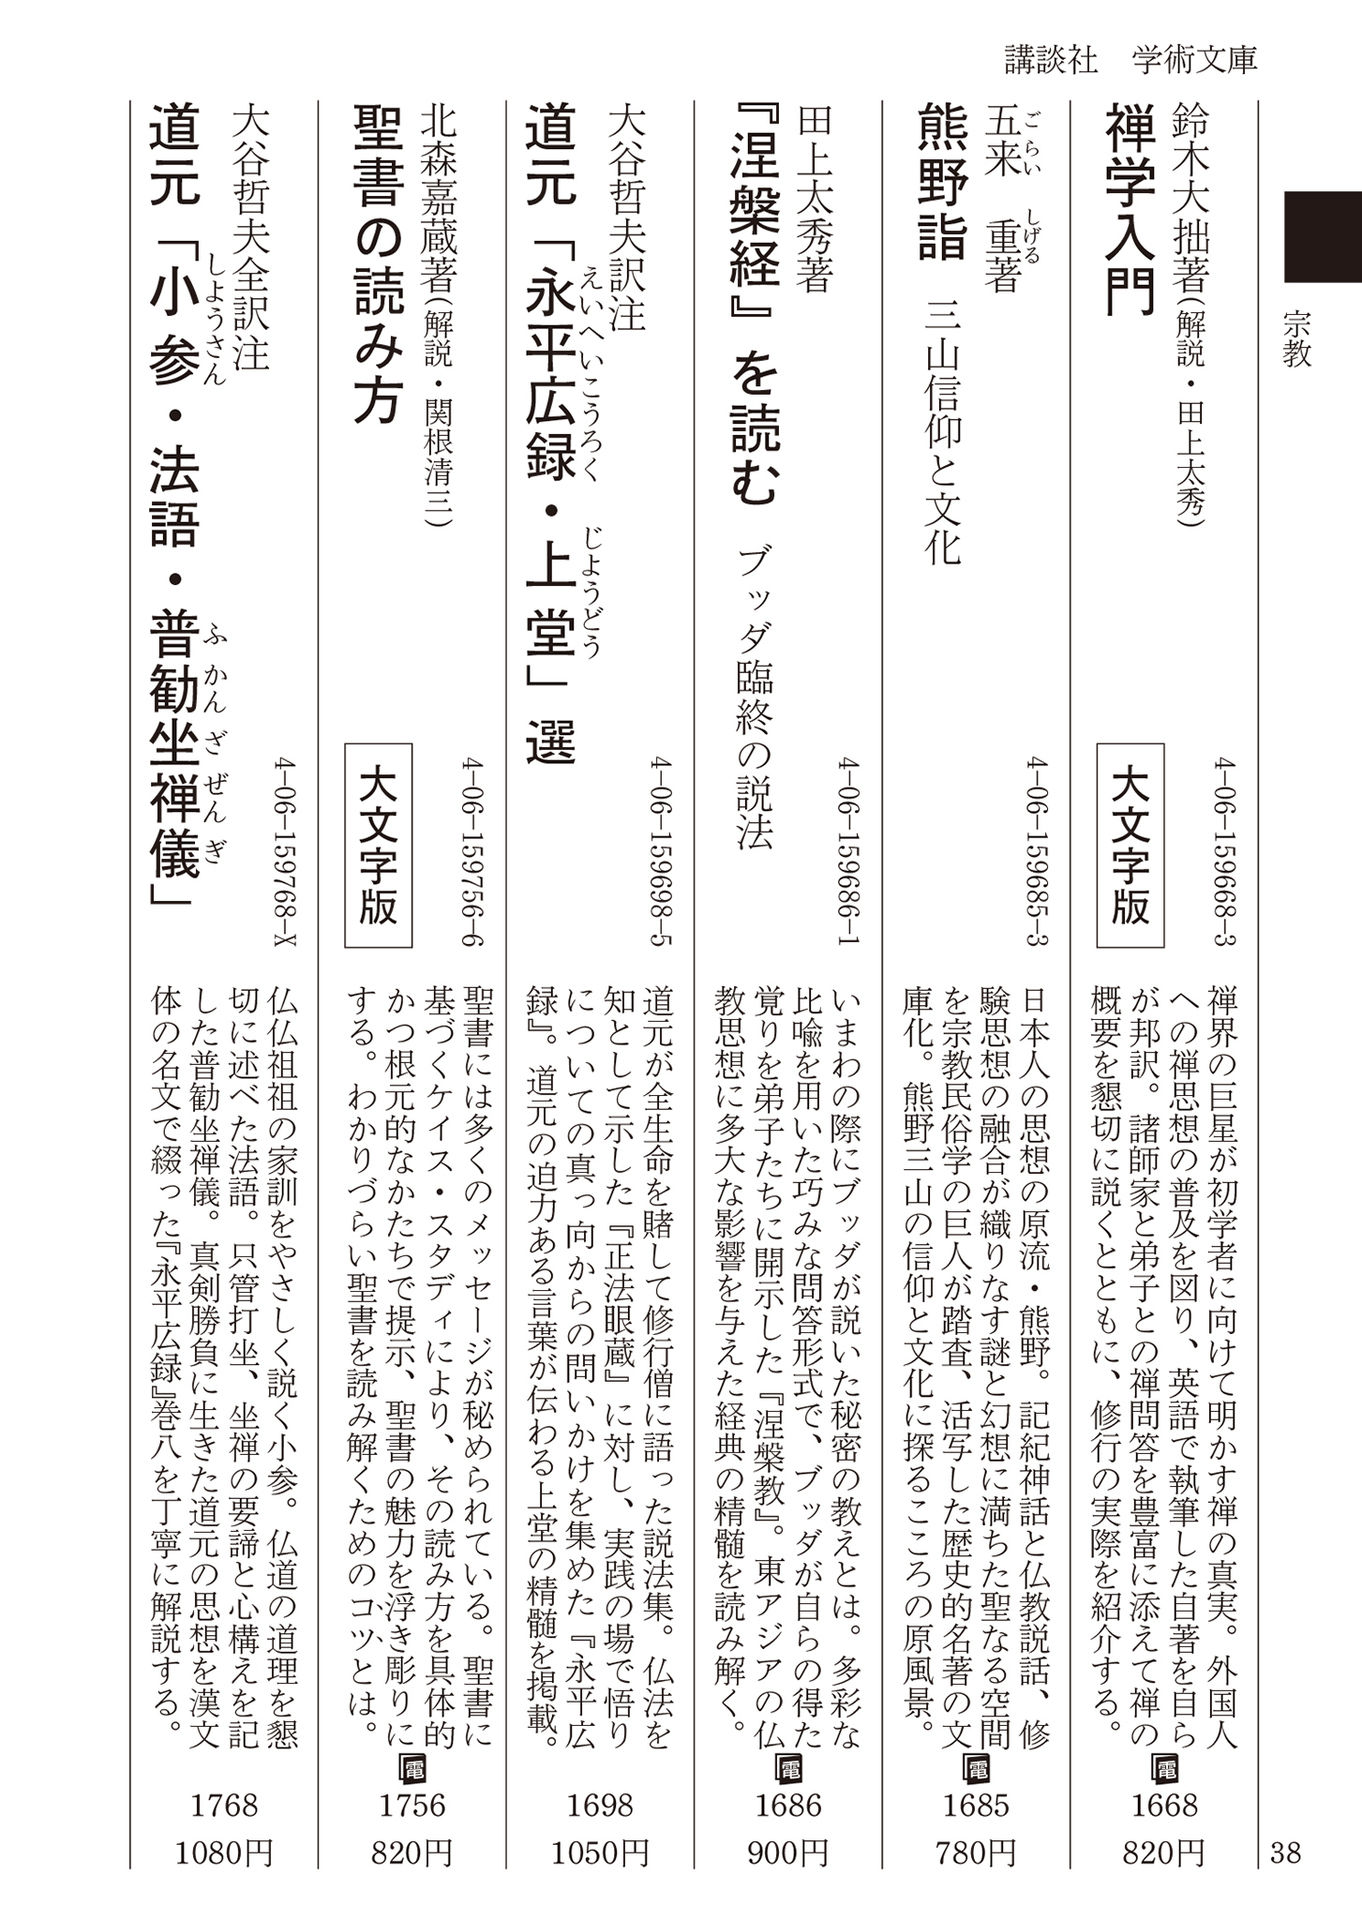 講談社　学術文庫
宗教
鈴木大拙著(解説・田上太秀)
禅学入門
4-06-159668-3
大文字版
禅界の巨星が初学者に向けて明かす禅の真実。外国人
への禅思想の普及を図り、英語で執筆した自著を自ら
が邦訳。諸師家と弟子との禅問答を豊富に添えて禅の
概要を懇切に説くとともに、修行の実際を紹介する。
電
1668
820円
五来　重著
ごらい　しげる
熊野詣　三山信仰と文化
4-06-159685-3
日本人の思想の原流・熊野。記紀神話と仏教説話、修
験思想の融合が織りなす謎と幻想に満ちた聖なる空間
を宗教民俗学の巨人が踏査、活写した歴史的名著の文
庫化。熊野三山の信仰と文化に探るこころの原風景。
電
1685
780円
田上太秀著
『涅槃経』を読む　ブッダ臨終の説法
4-06-159686-1
いまわの際にブッダが説いた秘密の教えとは。多彩な
比喩を用いた巧みな問答形式で、ブッダが自らの得た
覚りを弟子たちに開示した『涅槃教』。東アジアの仏
教思想に多大な影響を与えた経典の精髄を読み解く。
電
1686
900円
大谷哲夫訳注
道元「永平広録・上堂」選
えいへいこうろく　じようどう
4-06-159698-5
道元が全生命を賭して修行僧に語った説法集。仏法を
知として示した『正法眼蔵』に対し、実践の場で悟り
についての真っ向からの問いかけを集めた『永平広
録』。道元の迫力ある言葉が伝わる上堂の精髄を掲載。
1698
1050円
北森嘉蔵著(解説・関根清三)
聖書の読み方
4-06-159756-6
大文字版
聖書には多くのメッセージが秘められている。聖書に
基づくケイス・スタディにより、その読み方を具体的
かつ根元的なかたちで提示、聖書の魅力を浮き彫りに
する。わかりづらい聖書を読み解くためのコツとは。
電
1756
820円
大谷哲夫全訳注
道元「小参・法語・普勧坐禅儀」
しようさん　ふかんざぜんぎ
4-06-159768-X
仏仏祖祖の家訓をやさしく説く小参。仏道の道理を懇
切に述べた法語。只管打坐、坐禅の要諦と心構えを記
した普勧坐禅儀。真剣勝負に生きた道元の思想を漢文
体の名文で綴った『永平広録』巻八を丁寧に解説する。
1768
1080円
38